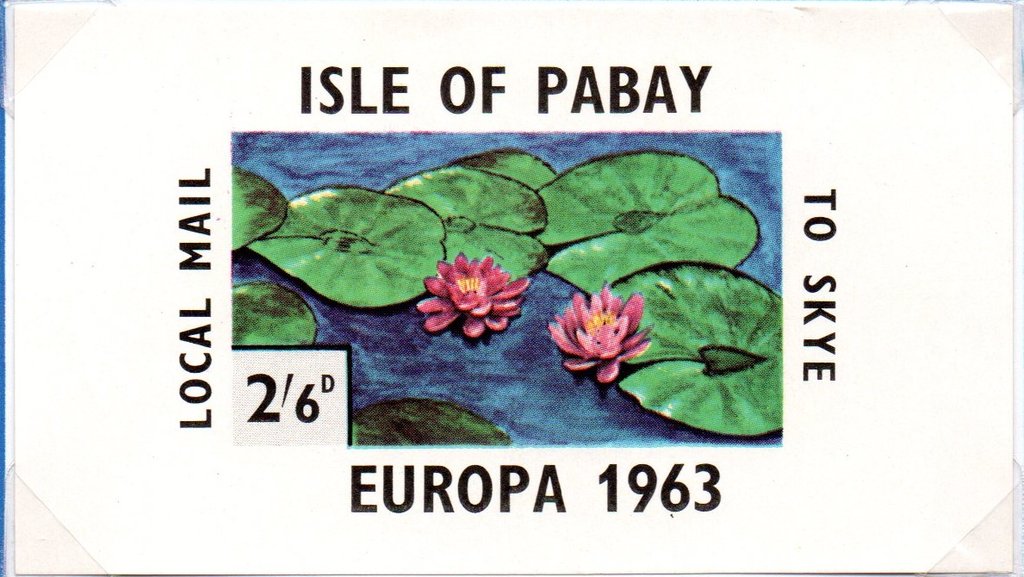 ISLE OF PABAY
LOCAL MAIL
TO SKYE
2/6D
EUROPA 1963